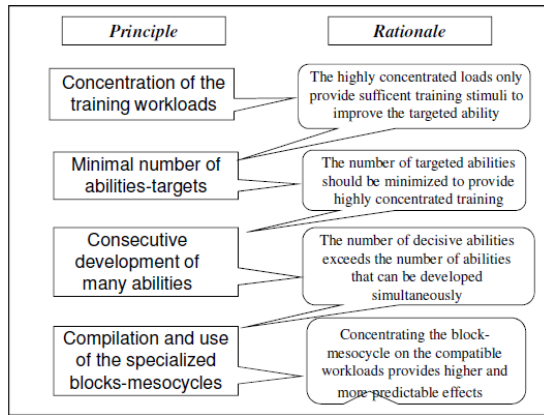 Principle
Rationale
Concentration of the
training workloads
The highly concentrated loads only
provide sufficent training stimuli to
improve the targeted ability
Minimal number of
abilities-targets
The number of targeted abilities
should be minimized to provide
highly concentrated training
Consecutive
development of
many abilities
The number of decisive abilities
exceeds the number of abilities
that can be developed
simultaneously
Compilation and use
of the specialized
blocks-mesocycles
Concentrating the block-
mesocycle on the compatible
workloads provides higher and
more predictable effects